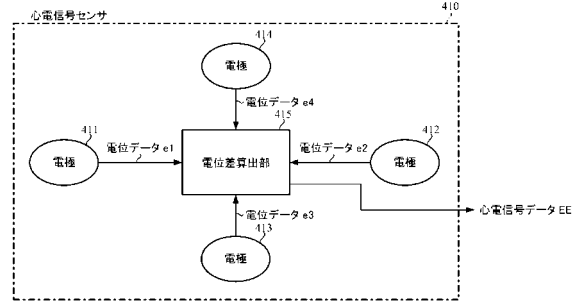 心電信号センサ
410
414
電極
電位データ e4
415
411
電位データ e1
電位データ e2
412
電極
電位差算出部
電極
電位データ e3
心電信号データ EE
413
電極